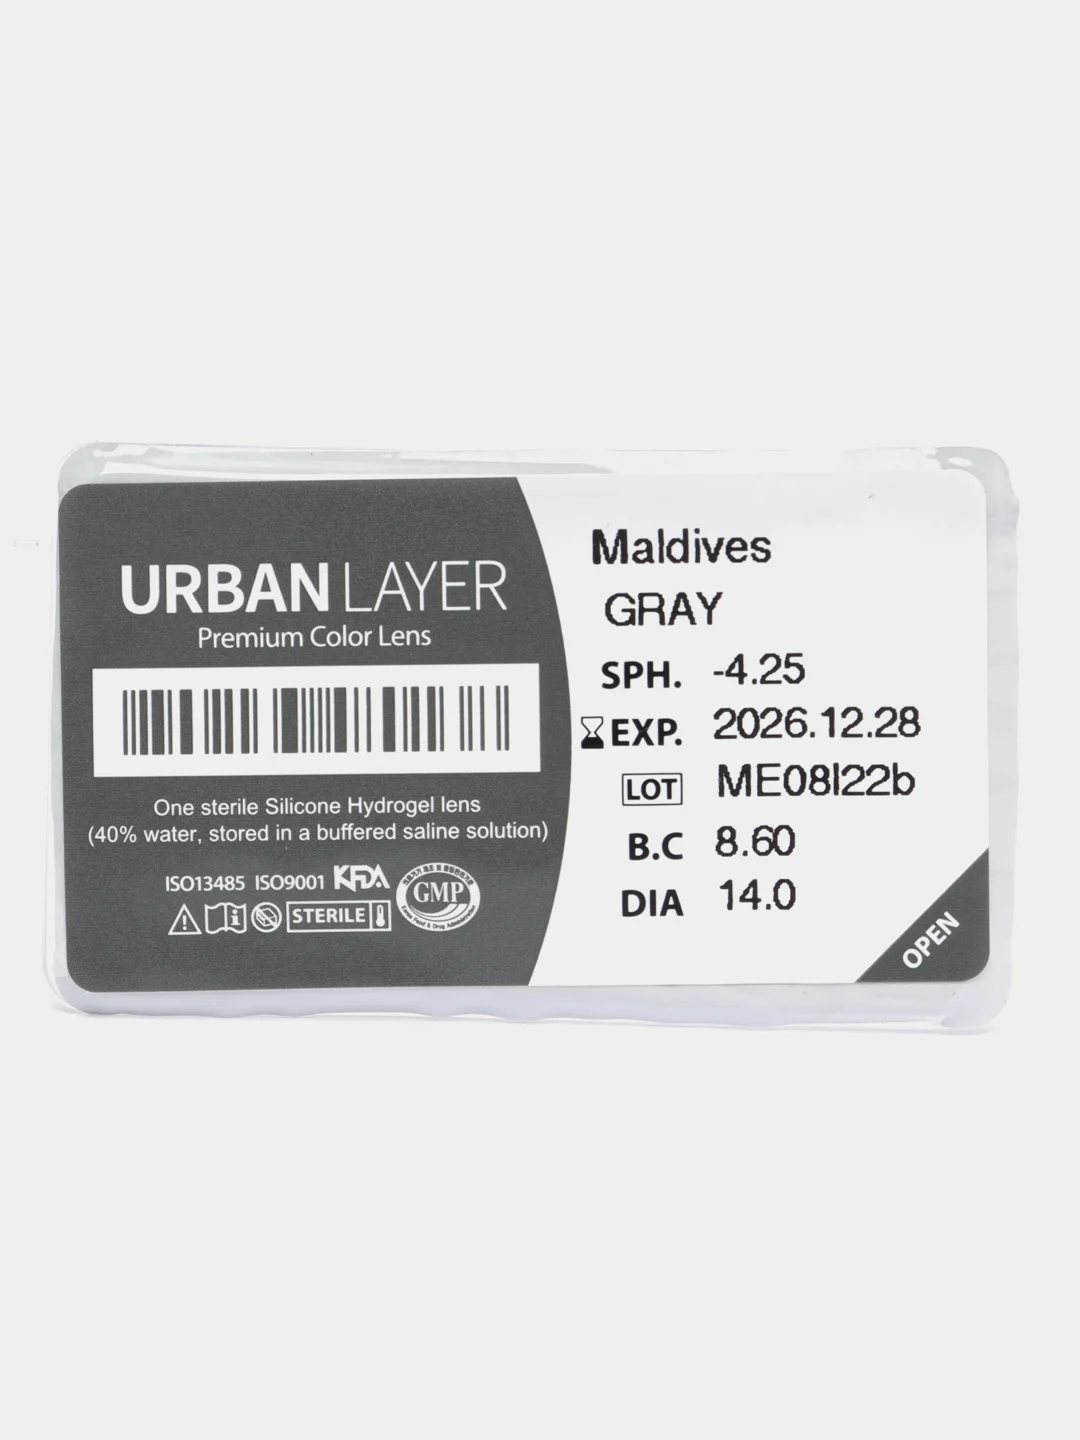 URBAN LAYER
Premium Color Lens
One sterile Silicone Hydrogel lens
(40% water, stored in a buffered saline solution)
ISO13485 ISO9001 KFDA
GMP
STERILE
Maldives
GRAY
SPH. -4.25
EXP. 2026.12.28
LOT ME08I22b
B.C 8.60
DIA 14.0
OPEN